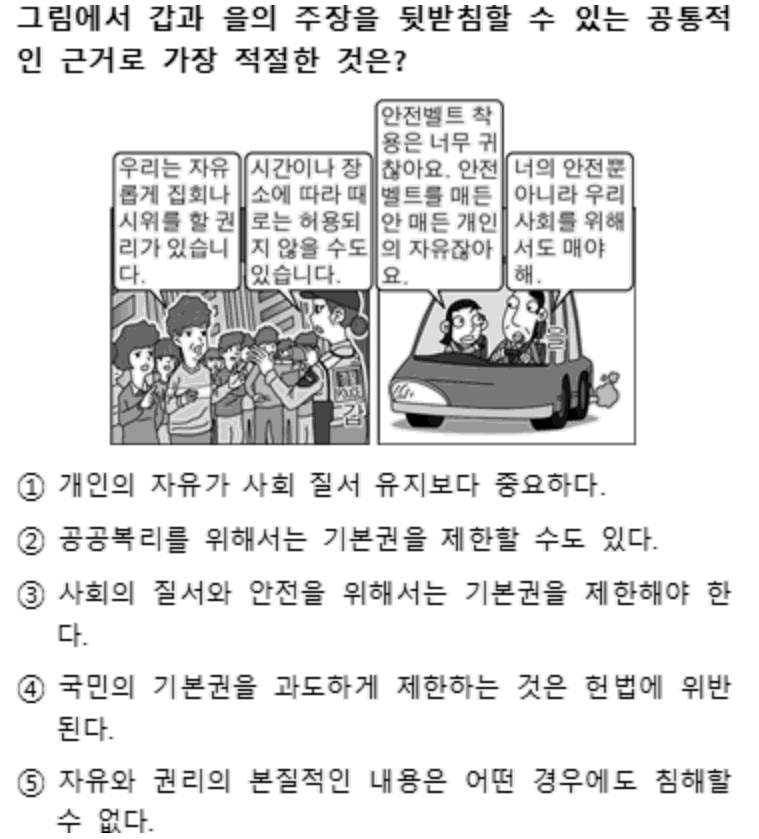 그림에서 갑과 을의 주장을 뒷받침할 수 있는 공통적
인 근거로 가장 적절한 것은?
우리는 자유
롭게 집회나
시위를 할 권
리가 있습니
다.
시간이나 장
소에 따라 때
로는 허용되
지 않을 수도
있습니다.
안전벨트 착
용은 너무 귀
찮아요. 안전
벨트를 매든
안 매든 개인
의 자유잖아
요.
너의 안전뿐
아니라 우리
사회를 위해
서도 매야
해.
POLICE
갑
을
① 개인의 자유가 사회 질서 유지보다 중요하다.
② 공공복리를 위해서는 기본권을 제한할 수도 있다.
③ 사회의 질서와 안전을 위해서는 기본권을 제한해야 한
다.
④ 국민의 기본권을 과도하게 제한하는 것은 헌법에 위반
된다.
⑤ 자유와 권리의 본질적인 내용은 어떤 경우에도 침해할
수 없다.